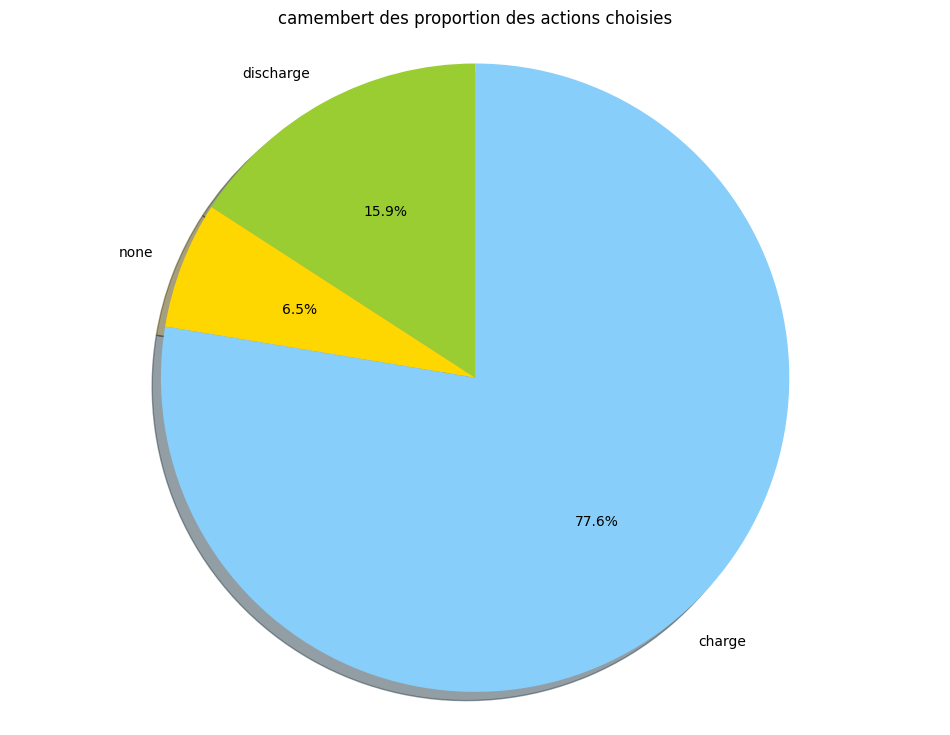 camembert des proportion des actions choisies
discharge
15.9%
none
6.5%
77.6%
charge